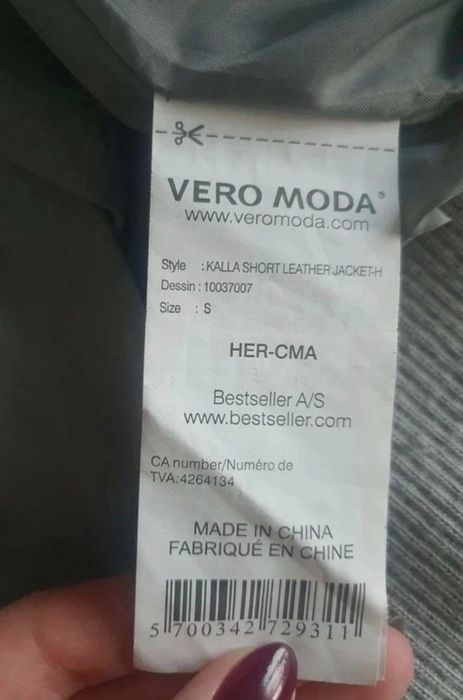 VERO MODA®
www.veromoda.com
Style : KALLA SHORT LEATHER JACKET-H
Dessin : 10037007
Size : S
HER-CMA
Bestseller A/S
www.bestseller.com
CA number/Numéro de
TVA:4264134
MADE IN CHINA
FABRIQUÉ EN CHINE
5 700342 729311